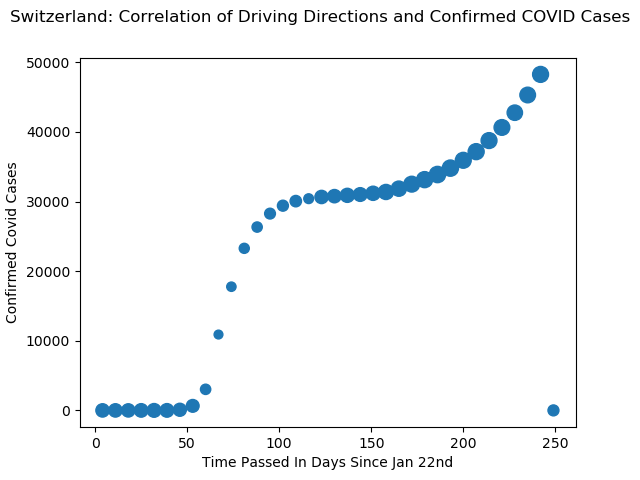 Switzerland: Correlation of Driving Directions and Confirmed COVID Cases
50000
40000
30000
20000
10000
0
Confirmed Covid Cases
0 50 100 150 200 250
Time Passed In Days Since Jan 22nd